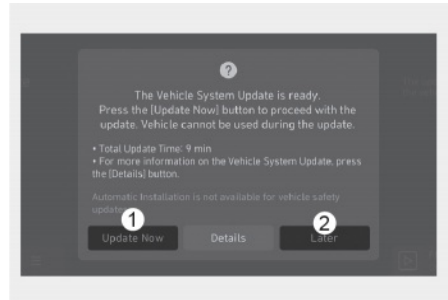 ?
The Vehicle System Update is ready.
Press the [Update Now] button to proceed with the
update. Vehicle cannot be used during the update.
• Total Update Time: 9 min
• For more information on the Vehicle System Update, press
the [Details] button.
Automatic Installation is not available for vehicle safety
updates.
1
2
Update Now
Details
Later